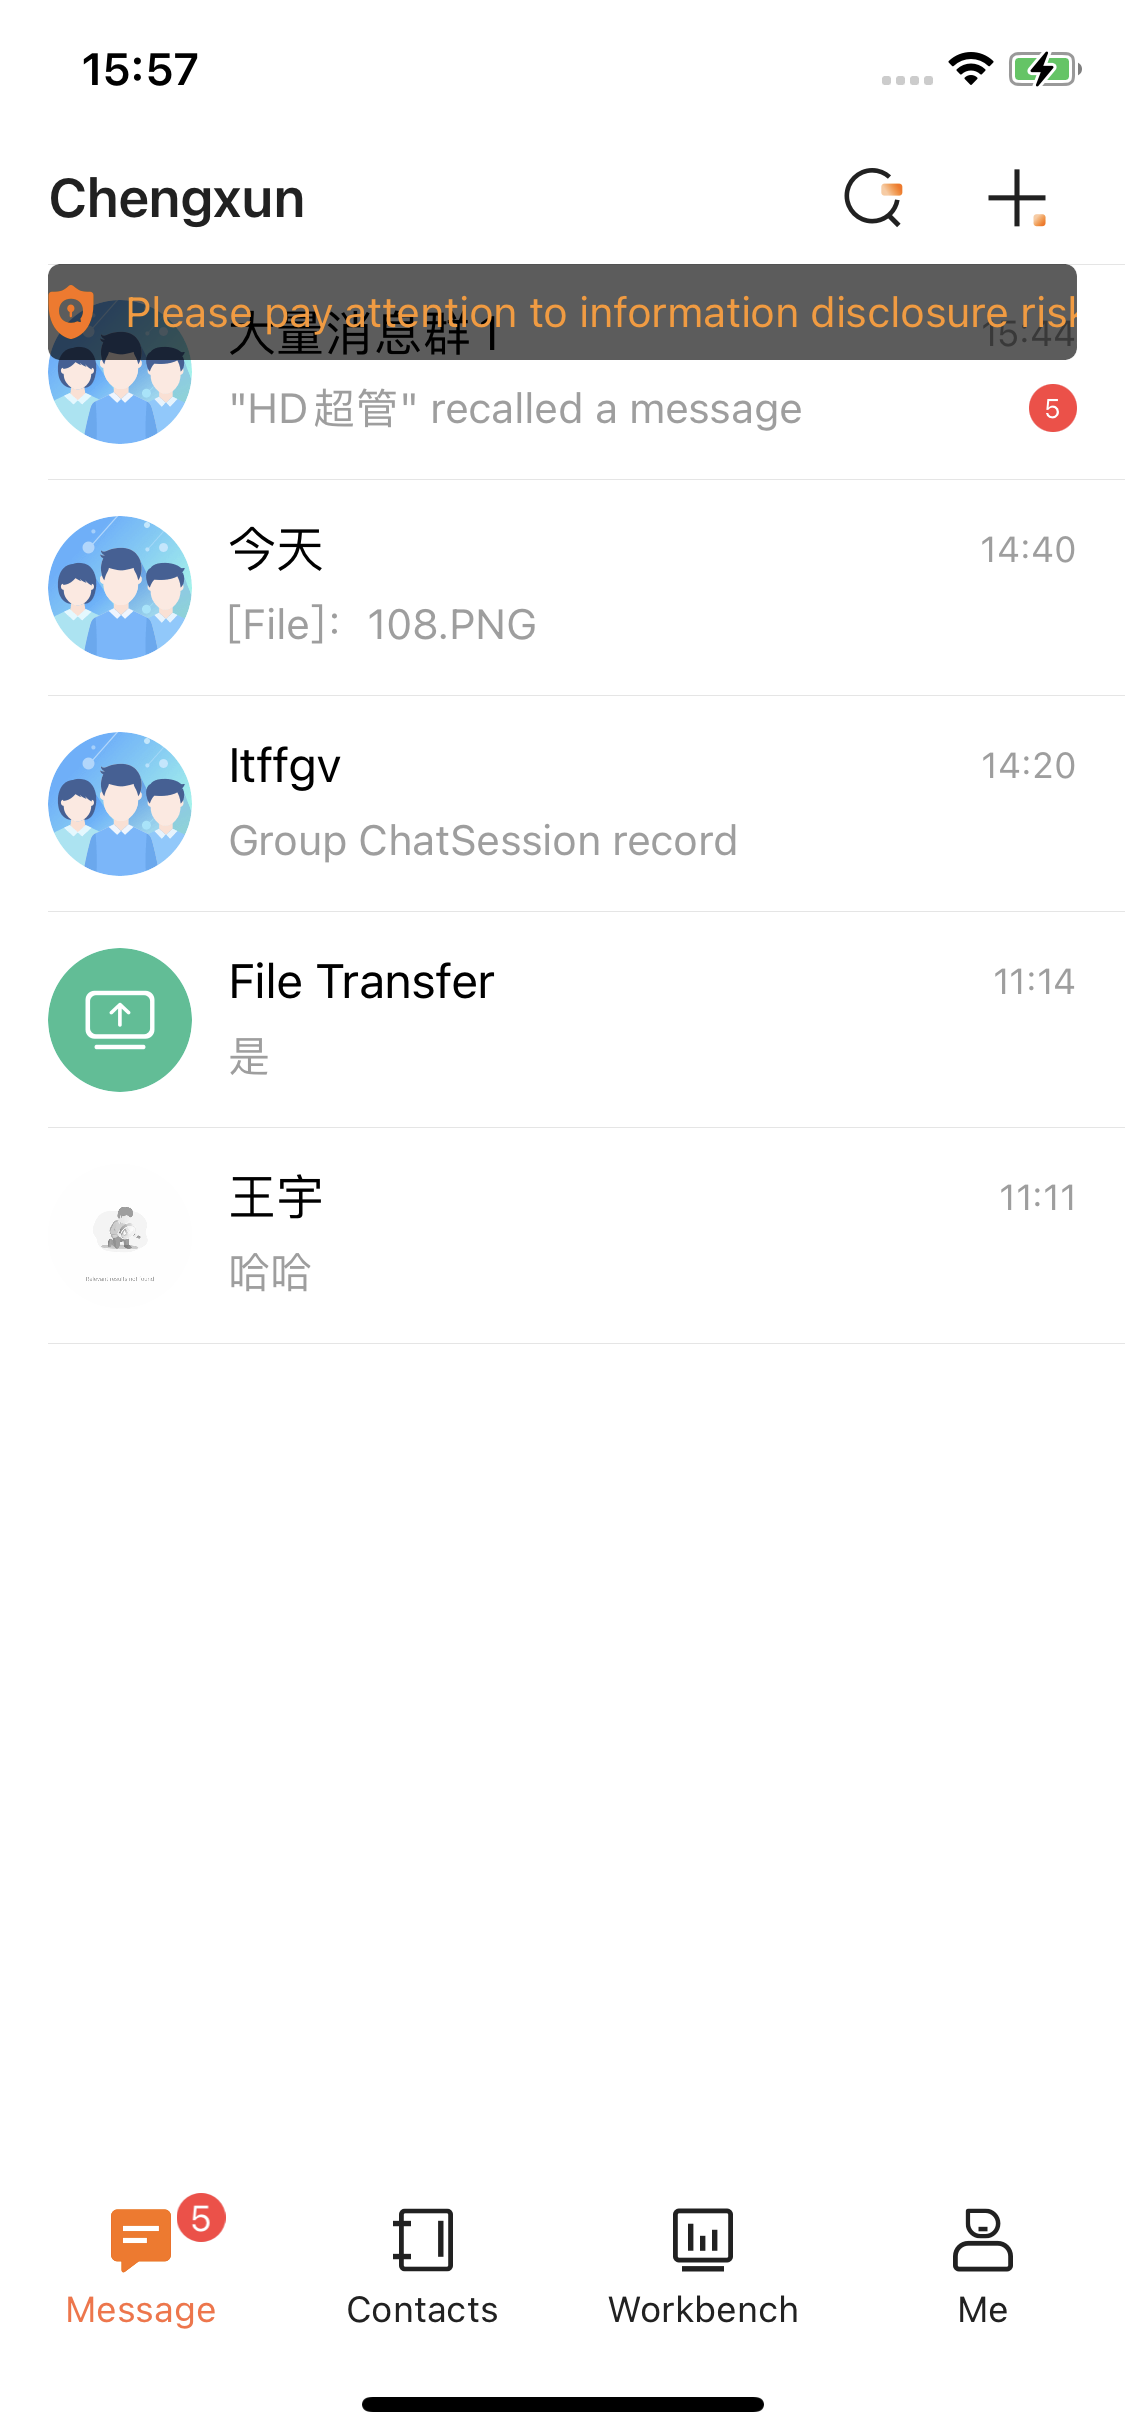 15:57
Chengxun
Please pay attention to information disclosure risk
大量消息群1
15:44
"HD超管" recalled a message
5
今天
14:40
[File]: 108.PNG
Itffgv
14:20
Group ChatSession record
File Transfer
11:14
是
王宇
11:11
哈哈
5
Message
Contacts
Workbench
Me